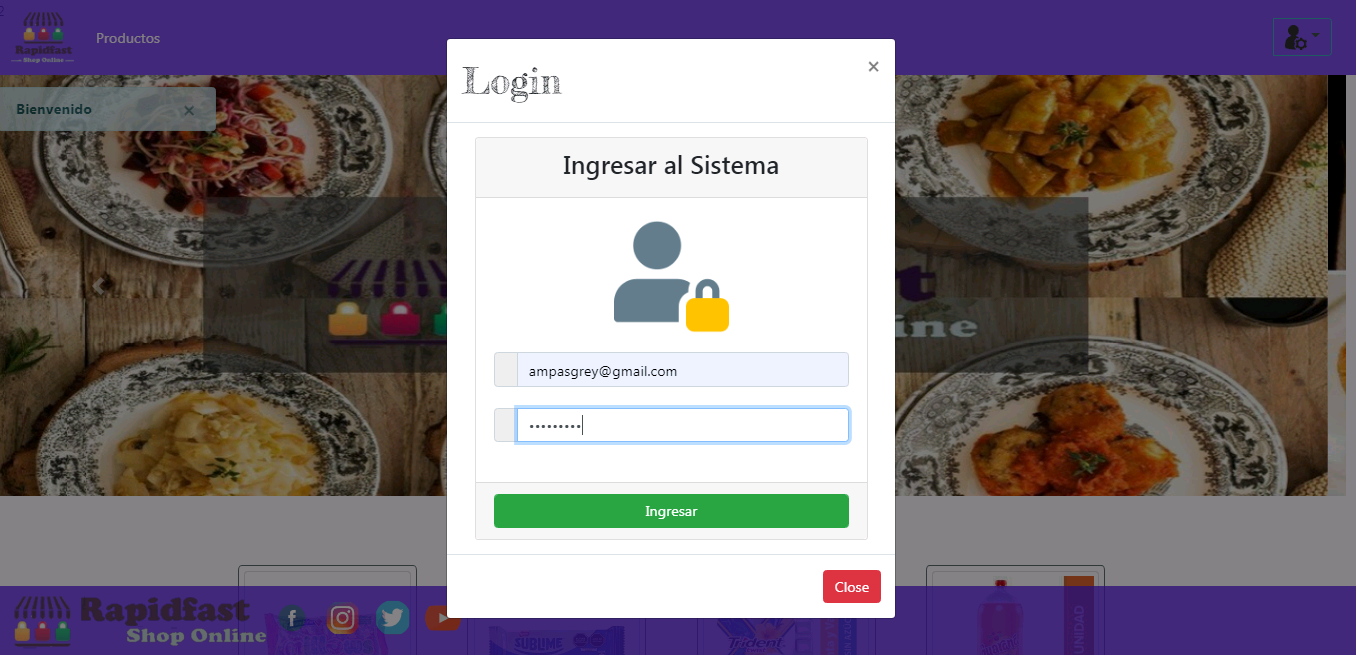 2
Rapidfast
Shop Online
Productos
Bienvenido ×
Login ×
Ingresar al Sistema
ampasgrey@gmail.com
•••••••••
Ingresar
Close
Rapidfast
Shop Online
SUBLIME
Trident
UNIDAD